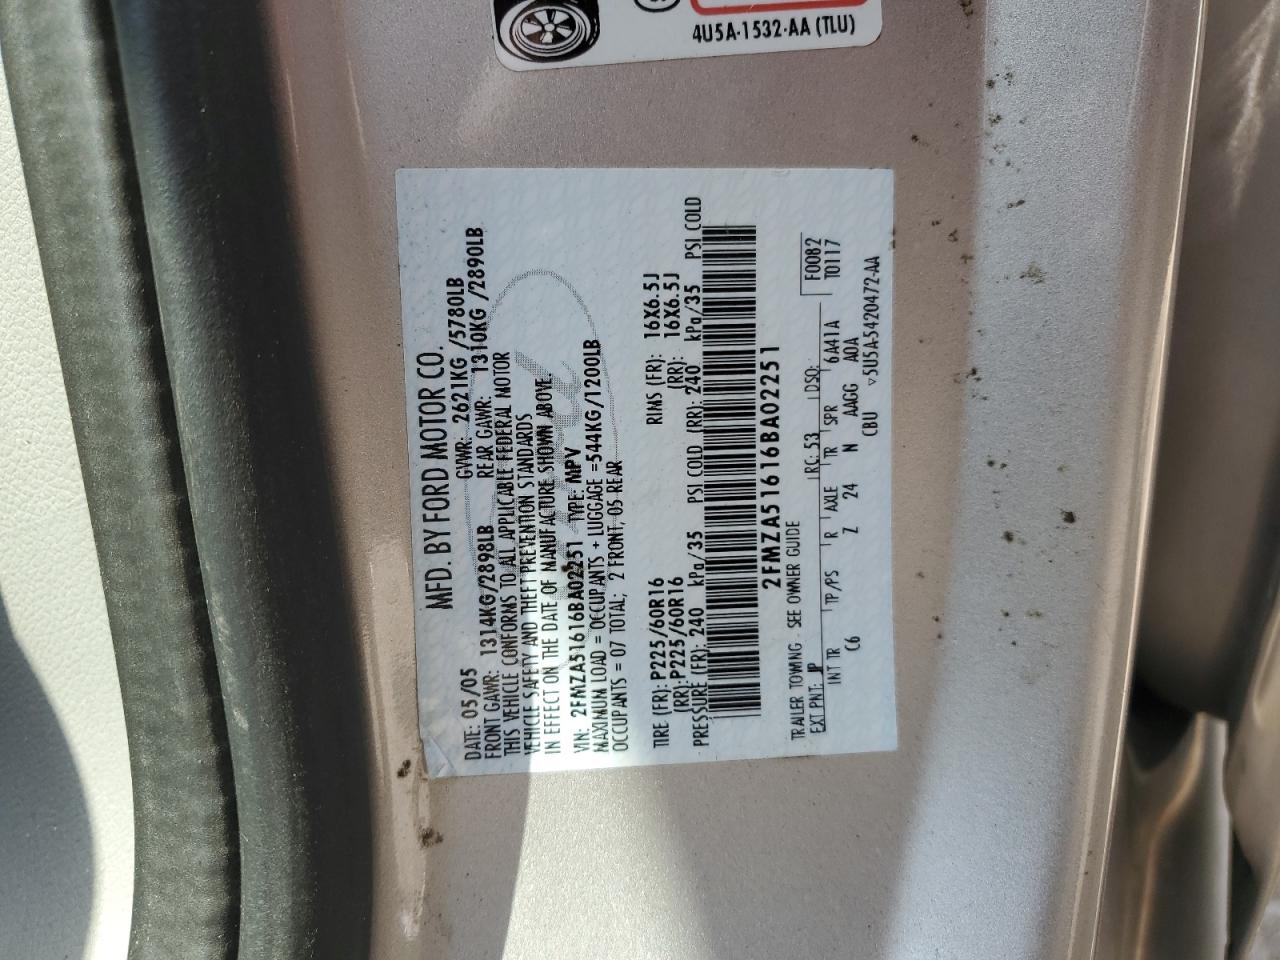 4U5A-1532-AA (TLU)
MFD. BY FORD MOTOR CO.
DATE: 05/05 GVWR: 2621KG /5780LB
FRONT GAWR: 1314KG/2898LB REAR GAWR: 1310KG /2890LB
THIS VEHICLE CONFORMS TO ALL APPLICABLE FEDERAL MOTOR
VEHICLE SAFETY AND THEFT PREVENTION STANDARDS
IN EFFECT ON THE DATE OF MANUFACTURE SHOWN ABOVE.
VIN: 2FMZA51616BA02251 TYPE: MPV
MAXIMUM LOAD = OCCUPANTS + LUGGAGE =544KG/1200LB
OCCUPANTS = 07 TOTAL; 2 FRONT, 05 REAR
TIRE (FR): P225/60R16 RIMS (FR): 16X6.5J
(RR): P225/60R16 (RR): 16X6.5J
PRESSURE (FR): 240 kPa/35 PSI COLD (RR): 240 kPa/35 PSI COLD
2FMZA51616BA02251
TRAILER TOWING - SEE OWNER GUIDE
EXT PNT: JP RC: 53 DSO: F0082
INT TR TP/PS R AXLE TR SPR 6A41A T0117
C6 Z 24 N AAGG A0A
CBU ▿5U5A-5420472-AA